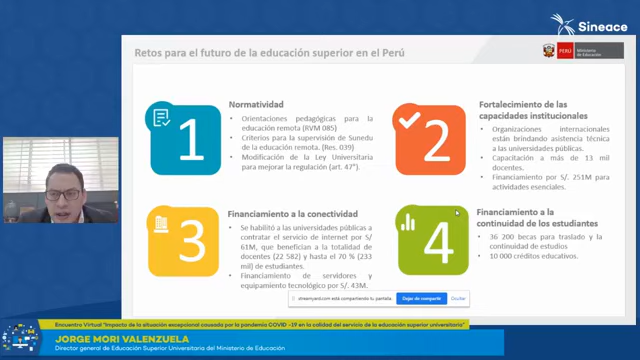 Sineace
Retos para el futuro de la educación superior en el Perú
PERÚ
Ministerio
de Educación
1
Normatividad
• Orientaciones pedagógicas para la
educación remota (RVM 085)
• Criterios para la supervisión de Sunedu
de la educación remota. (Res. 039)
• Modificación de la Ley Universitaria
para mejorar la regulación (art. 47°).
2
Fortalecimiento de las
capacidades institucionales
• Organizaciones internacionales
están brindando asistencia técnica
a las universidades públicas.
• Capacitación a más de 13 mil
docentes.
• Financiamiento por S/. 251M para
actividades esenciales.
3
Financiamiento a la conectividad
• Se habilitó a las universidades públicas a
contratar el servicio de internet por S/
61M, que benefician a la totalidad de
docentes (22 582) y hasta el 70 % (233
mil) de estudiantes.
• Financiamiento de servidores y
equipamiento tecnológico por S/. 43M.
4
Financiamiento a la
continuidad de los estudiantes
• 36 200 becas para traslado y la
continuidad de estudios
• 10 000 créditos educativos.
streamyard.com está compartiendo tu pantalla.
Dejar de compartir
Ocultar
Encuentro Virtual "Impacto de la situación excepcional causada por la pandemia COVID -19 en la calidad del servicio de la educación superior universitaria"
JORGE MORI VALENZUELA
Director general de Educación Superior Universitaria del Ministerio de Educación